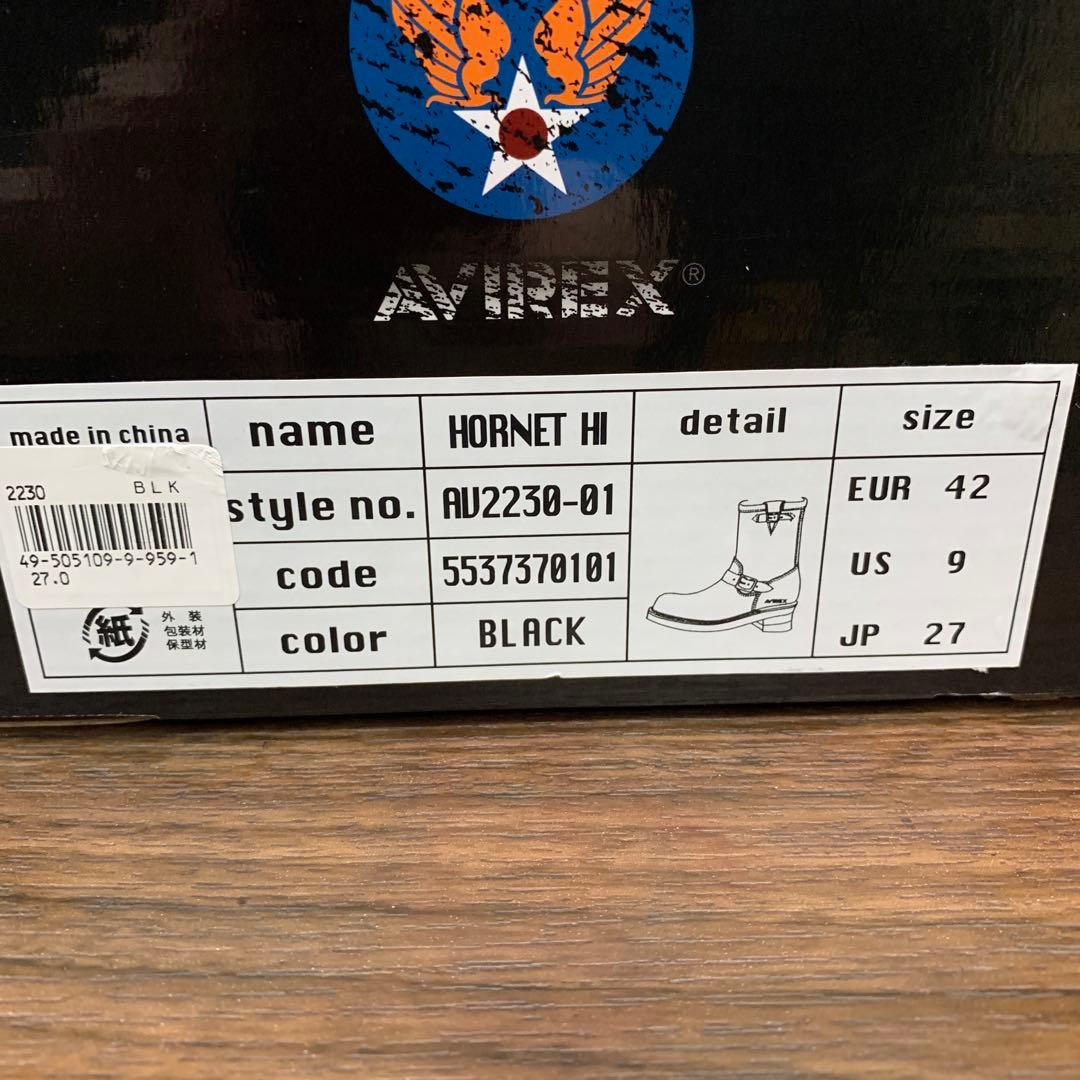 AVIREX®
made in china
name
HORNET HI
detail
size
style no.
AV2230-01
code
5537370101
color
BLACK
AVIREX
EUR 42
US 9
JP 27
2230 BLK
49-505109-9-959-1
27.0
紙
外装
包装材
保型材